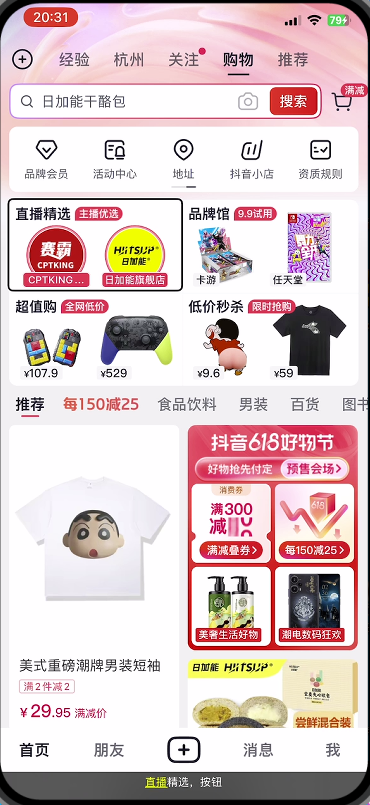 20:31
79
经验 杭州 关注 购物 推荐
日加能干酪包 搜索 满减
品牌会员 活动中心 地址 抖音小店 资质规则
直播精选 主播优选 品牌馆 9.9试用
赛霸
CPTKING
HIITSUP
日加能
CPTKING... 日加能旗舰店 卡游 任天堂
超值购 全网低价 低价秒杀 限时抢购
¥107.9 ¥529 ¥9.6 ¥59
推荐 每150减25 食品饮料 男装 百货 图书
抖音618好物节
好物抢先付定 预售会场>
消费券
满300
减
满减叠券> 618
每150减25>
美奢生活好物 潮电数码狂欢
美式重磅潮牌男装短袖
满2件减2
¥29.95 满减价
日加能 HIITSUP
尝鲜混合装
首页 朋友 消息 我
直播精选，按钮